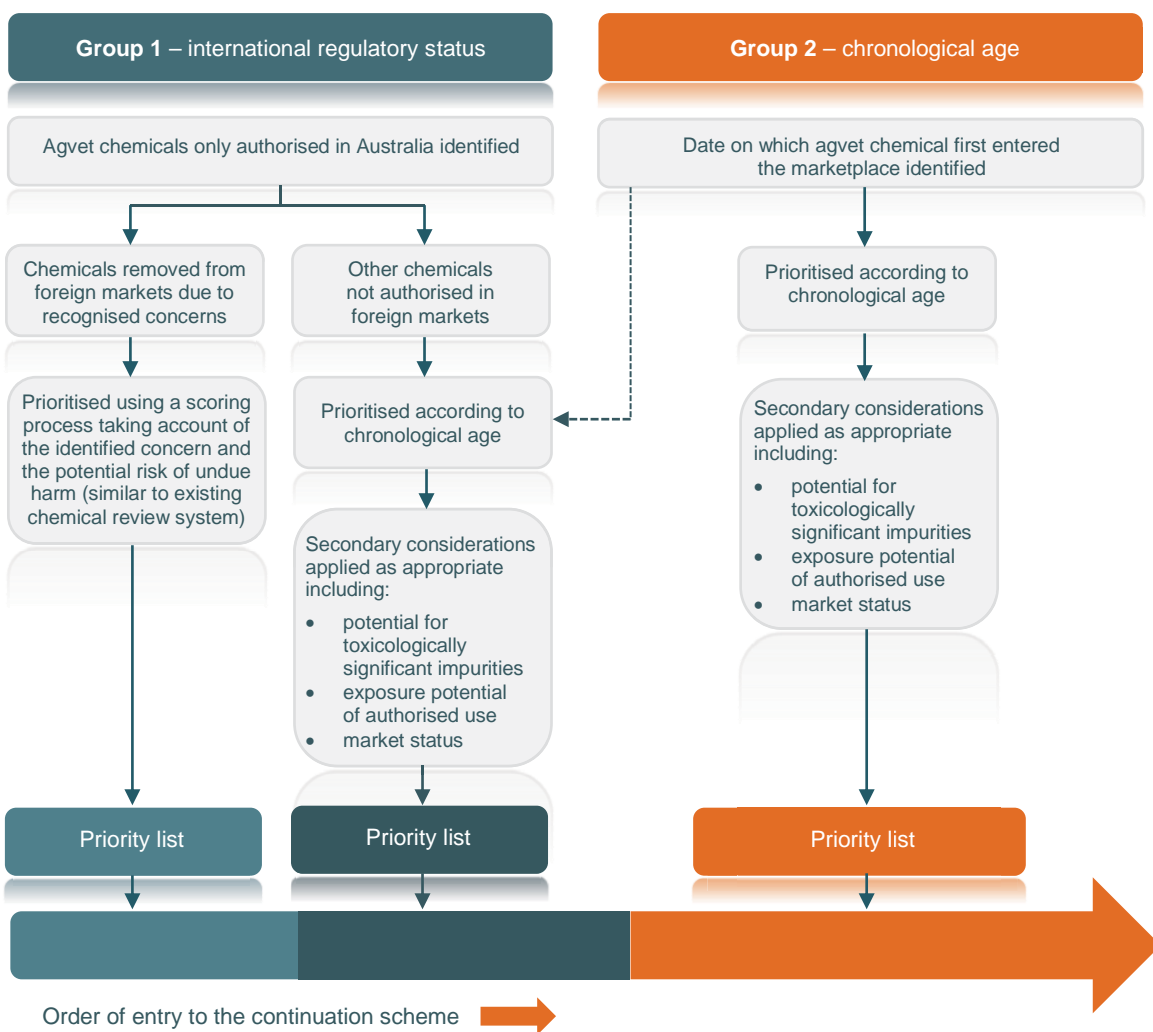 Group 1 – international regulatory status
Agvet chemicals only authorised in Australia identified
Chemicals removed from
foreign markets due to
recognised concerns
Prioritised using a scoring
process taking account of
the identified concern and
the potential risk of undue
harm (similar to existing
chemical review system)
Priority list
Other chemicals
not authorised in
foreign markets
Prioritised according to
chronological age
Secondary considerations
applied as appropriate
including:
• potential for
toxicologically
significant impurities
• exposure potential
of authorised use
• market status
Priority list
Group 2 – chronological age
Date on which agvet chemical first entered
the marketplace identified
Prioritised according to
chronological age
Secondary considerations
applied as appropriate
including:
• potential for
toxicologically
significant impurities
• exposure potential
of authorised use
• market status
Priority list
Order of entry to the continuation scheme